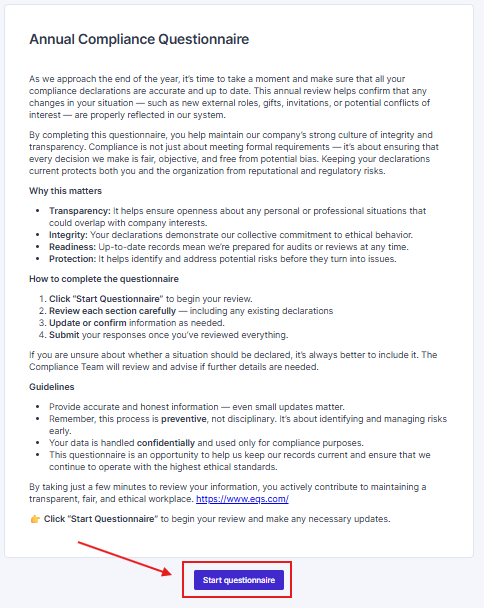 Annual Compliance Questionnaire
As we approach the end of the year, it's time to take a moment and make sure that all your
compliance declarations are accurate and up to date. This annual review helps confirm that any
changes in your situation — such as new external roles, gifts, invitations, or potential conflicts of
interest — are properly reflected in our system.
By completing this questionnaire, you help maintain our company's strong culture of integrity and
transparency. Compliance is not just about meeting formal requirements — it's about ensuring that
every decision we make is fair, objective, and free from potential bias. Keeping your declarations
current protects both you and the organization from reputational and regulatory risks.
Why this matters
• Transparency: It helps ensure openness about any personal or professional situations that
could overlap with company interests.
• Integrity: Your declarations demonstrate our collective commitment to ethical behavior.
• Readiness: Up-to-date records mean we're prepared for audits or reviews at any time.
• Protection: It helps identify and address potential risks before they turn into issues.
How to complete the questionnaire
1. Click "Start Questionnaire" to begin your review.
2. Review each section carefully — including any existing declarations
3. Update or confirm information as needed.
4. Submit your responses once you've reviewed everything.
If you are unsure about whether a situation should be declared, it's always better to include it. The
Compliance Team will review and advise if further details are needed.
Guidelines
• Provide accurate and honest information — even small updates matter.
• Remember, this process is preventive, not disciplinary. It's about identifying and managing risks
early.
• Your data is handled confidentially and used only for compliance purposes.
• This questionnaire is an opportunity to help us keep our records current and ensure that we
continue to operate with the highest ethical standards.
By taking just a few minutes to review your information, you actively contribute to maintaining a
transparent, fair, and ethical workplace. https://www.eqs.com/
👉 Click "Start Questionnaire" to begin your review and make any necessary updates.
Start questionnaire